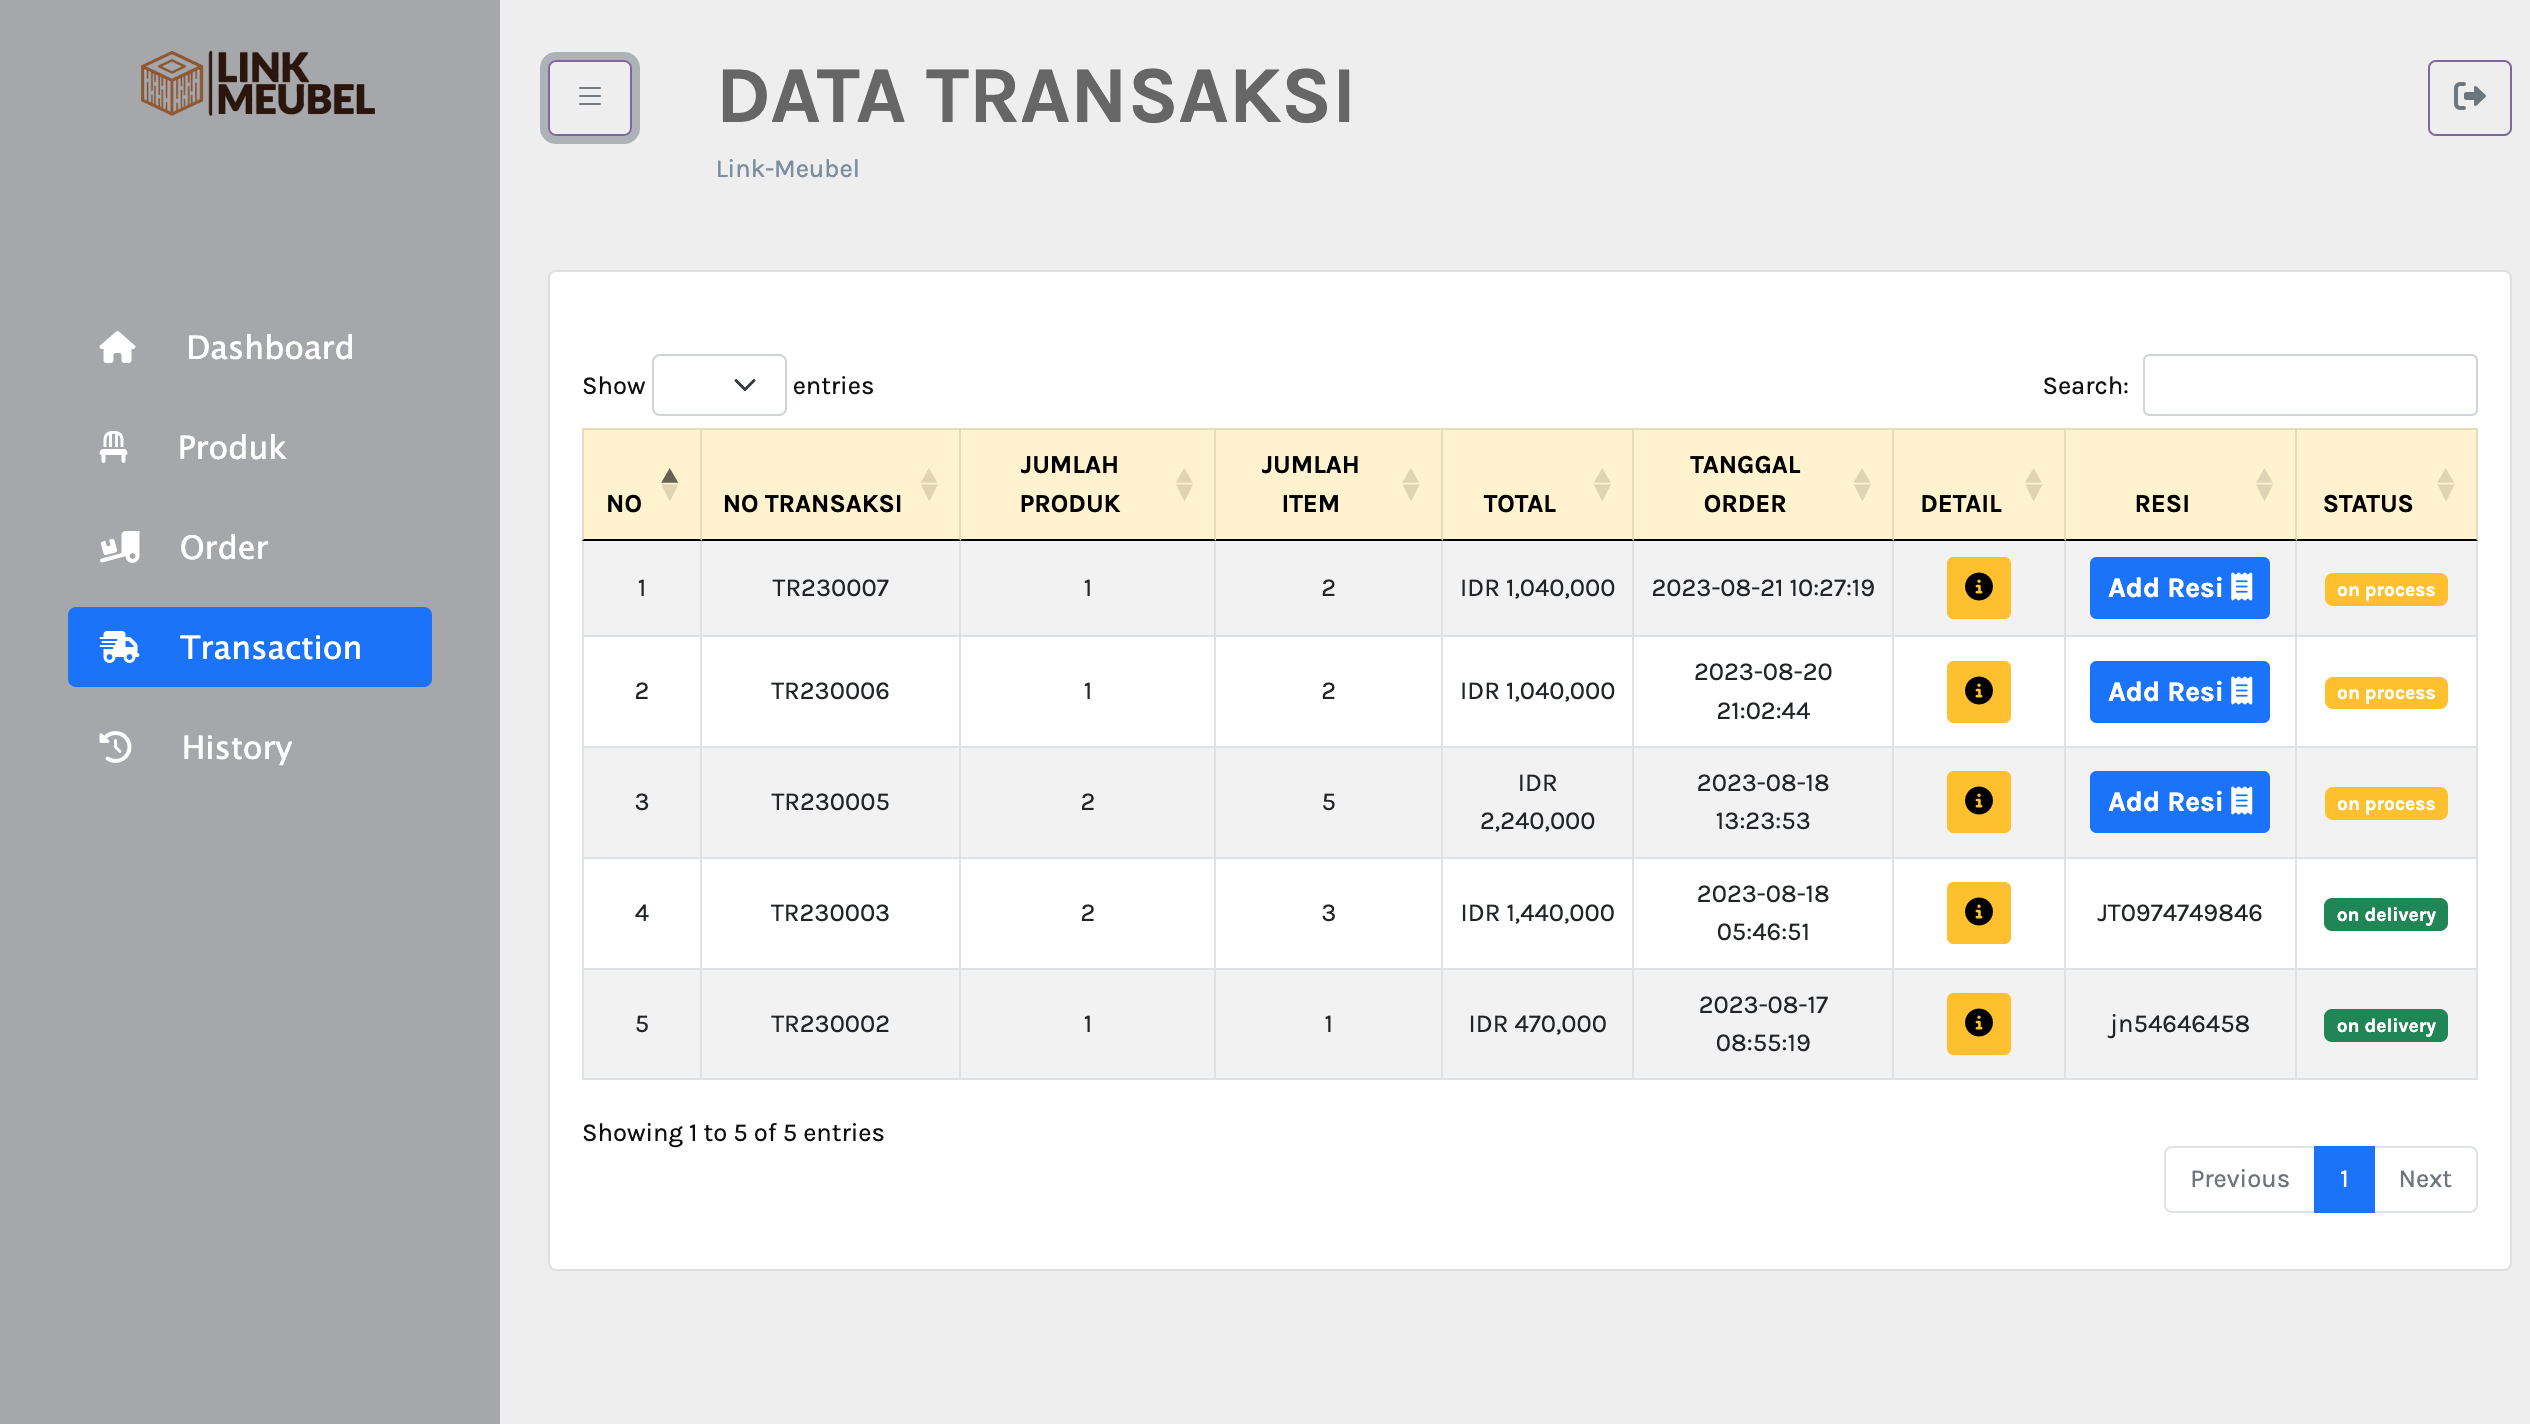 LINK
MEUBEL
DATA TRANSAKSI
Link-Meubel
Dashboard
Produk
Order
Transaction
History
Show entries
Search:
NO NO TRANSAKSI JUMLAH PRODUK JUMLAH ITEM TOTAL TANGGAL ORDER DETAIL RESI STATUS
1 TR230007 1 2 IDR 1,040,000 2023-08-21 10:27:19 Add Resi on process
2 TR230006 1 2 IDR 1,040,000 2023-08-20 21:02:44 Add Resi on process
3 TR230005 2 5 IDR 2,240,000 2023-08-18 13:23:53 Add Resi on process
4 TR230003 2 3 IDR 1,440,000 2023-08-18 05:46:51 JT0974749846 on delivery
5 TR230002 1 1 IDR 470,000 2023-08-17 08:55:19 jn54646458 on delivery
Showing 1 to 5 of 5 entries
Previous 1 Next